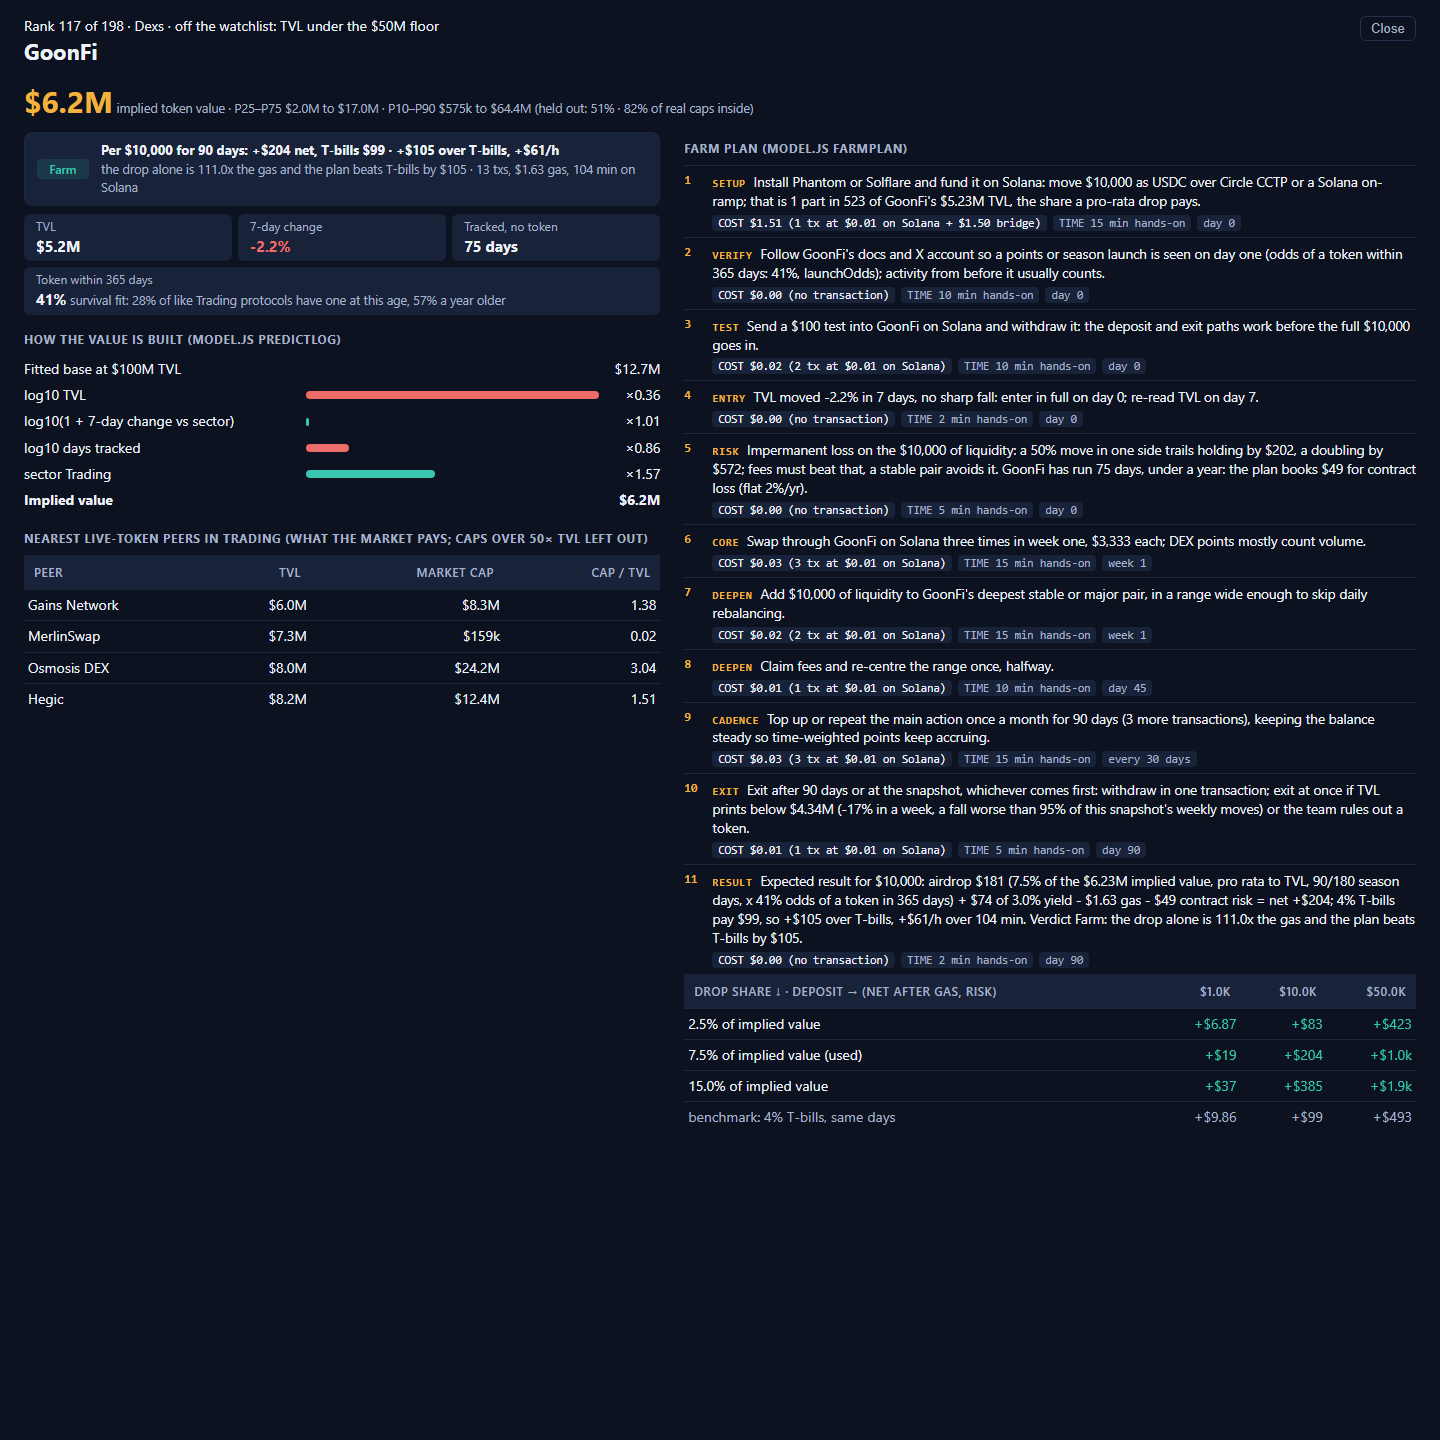 Rank 117 of 198 · Dexs · off the watchlist: TVL under the $50M floor
Close
GoonFi
$6.2M implied token value · P25–P75 $2.0M to $17.0M · P10–P90 $575k to $64.4M (held out: 51% · 82% of real caps inside)
Farm
Per $10,000 for 90 days: +$204 net, T-bills $99 · +$105 over T-bills, +$61/h
the drop alone is 111.0x the gas and the plan beats T-bills by $105 · 13 txs, $1.63 gas, 104 min on
Solana
TVL
$5.2M
7-day change
-2.2%
Tracked, no token
75 days
Token within 365 days
41% survival fit: 28% of like Trading protocols have one at this age, 57% a year older
HOW THE VALUE IS BUILT (MODEL.JS PREDICTLOG)
Fitted base at $100M TVL $12.7M
log10 TVL ×0.36
log10(1 + 7-day change vs sector) ×1.01
log10 days tracked ×0.86
sector Trading ×1.57
Implied value $6.2M
NEAREST LIVE-TOKEN PEERS IN TRADING (WHAT THE MARKET PAYS; CAPS OVER 50× TVL LEFT OUT)
PEER TVL MARKET CAP CAP / TVL
Gains Network $6.0M $8.3M 1.38
MerlinSwap $7.3M $159k 0.02
Osmosis DEX $8.0M $24.2M 3.04
Hegic $8.2M $12.4M 1.51
FARM PLAN (MODEL.JS FARMPLAN)
1 SETUP Install Phantom or Solflare and fund it on Solana: move $10,000 as USDC over Circle CCTP or a Solana on-
ramp; that is 1 part in 523 of GoonFi's $5.23M TVL, the share a pro-rata drop pays.
COST $1.51 (1 tx at $0.01 on Solana + $1.50 bridge) TIME 15 min hands-on day 0
2 VERIFY Follow GoonFi's docs and X account so a points or season launch is seen on day one (odds of a token within
365 days: 41%, launchOdds); activity from before it usually counts.
COST $0.00 (no transaction) TIME 10 min hands-on day 0
3 TEST Send a $100 test into GoonFi on Solana and withdraw it: the deposit and exit paths work before the full $10,000
goes in.
COST $0.02 (2 tx at $0.01 on Solana) TIME 10 min hands-on day 0
4 ENTRY TVL moved -2.2% in 7 days, no sharp fall: enter in full on day 0; re-read TVL on day 7.
COST $0.00 (no transaction) TIME 2 min hands-on day 0
5 RISK Impermanent loss on the $10,000 of liquidity: a 50% move in one side trails holding by $202, a doubling by
$572; fees must beat that, a stable pair avoids it. GoonFi has run 75 days, under a year: the plan books $49 for contract
loss (flat 2%/yr).
COST $0.00 (no transaction) TIME 5 min hands-on day 0
6 CORE Swap through GoonFi on Solana three times in week one, $3,333 each; DEX points mostly count volume.
COST $0.03 (3 tx at $0.01 on Solana) TIME 15 min hands-on week 1
7 DEEPEN Add $10,000 of liquidity to GoonFi's deepest stable or major pair, in a range wide enough to skip daily
rebalancing.
COST $0.02 (2 tx at $0.01 on Solana) TIME 15 min hands-on week 1
8 DEEPEN Claim fees and re-centre the range once, halfway.
COST $0.01 (1 tx at $0.01 on Solana) TIME 10 min hands-on day 45
9 CADENCE Top up or repeat the main action once a month for 90 days (3 more transactions), keeping the balance
steady so time-weighted points keep accruing.
COST $0.03 (3 tx at $0.01 on Solana) TIME 15 min hands-on every 30 days
10 EXIT Exit after 90 days or at the snapshot, whichever comes first: withdraw in one transaction; exit at once if TVL
prints below $4.34M (-17% in a week, a fall worse than 95% of this snapshot's weekly moves) or the team rules out a
token.
COST $0.01 (1 tx at $0.01 on Solana) TIME 5 min hands-on day 90
11 RESULT Expected result for $10,000: airdrop $181 (7.5% of the $6.23M implied value, pro rata to TVL, 90/180 season
days, x 41% odds of a token in 365 days) + $74 of 3.0% yield - $1.63 gas - $49 contract risk = net +$204; 4% T-bills
pay $99, so +$105 over T-bills, +$61/h over 104 min. Verdict Farm: the drop alone is 111.0x the gas and the plan beats
T-bills by $105.
COST $0.00 (no transaction) TIME 2 min hands-on day 90
DROP SHARE ↓ · DEPOSIT → (NET AFTER GAS, RISK) $1.0K $10.0K $50.0K
2.5% of implied value +$6.87 +$83 +$423
7.5% of implied value (used) +$19 +$204 +$1.0k
15.0% of implied value +$37 +$385 +$1.9k
benchmark: 4% T-bills, same days +$9.86 +$99 +$493